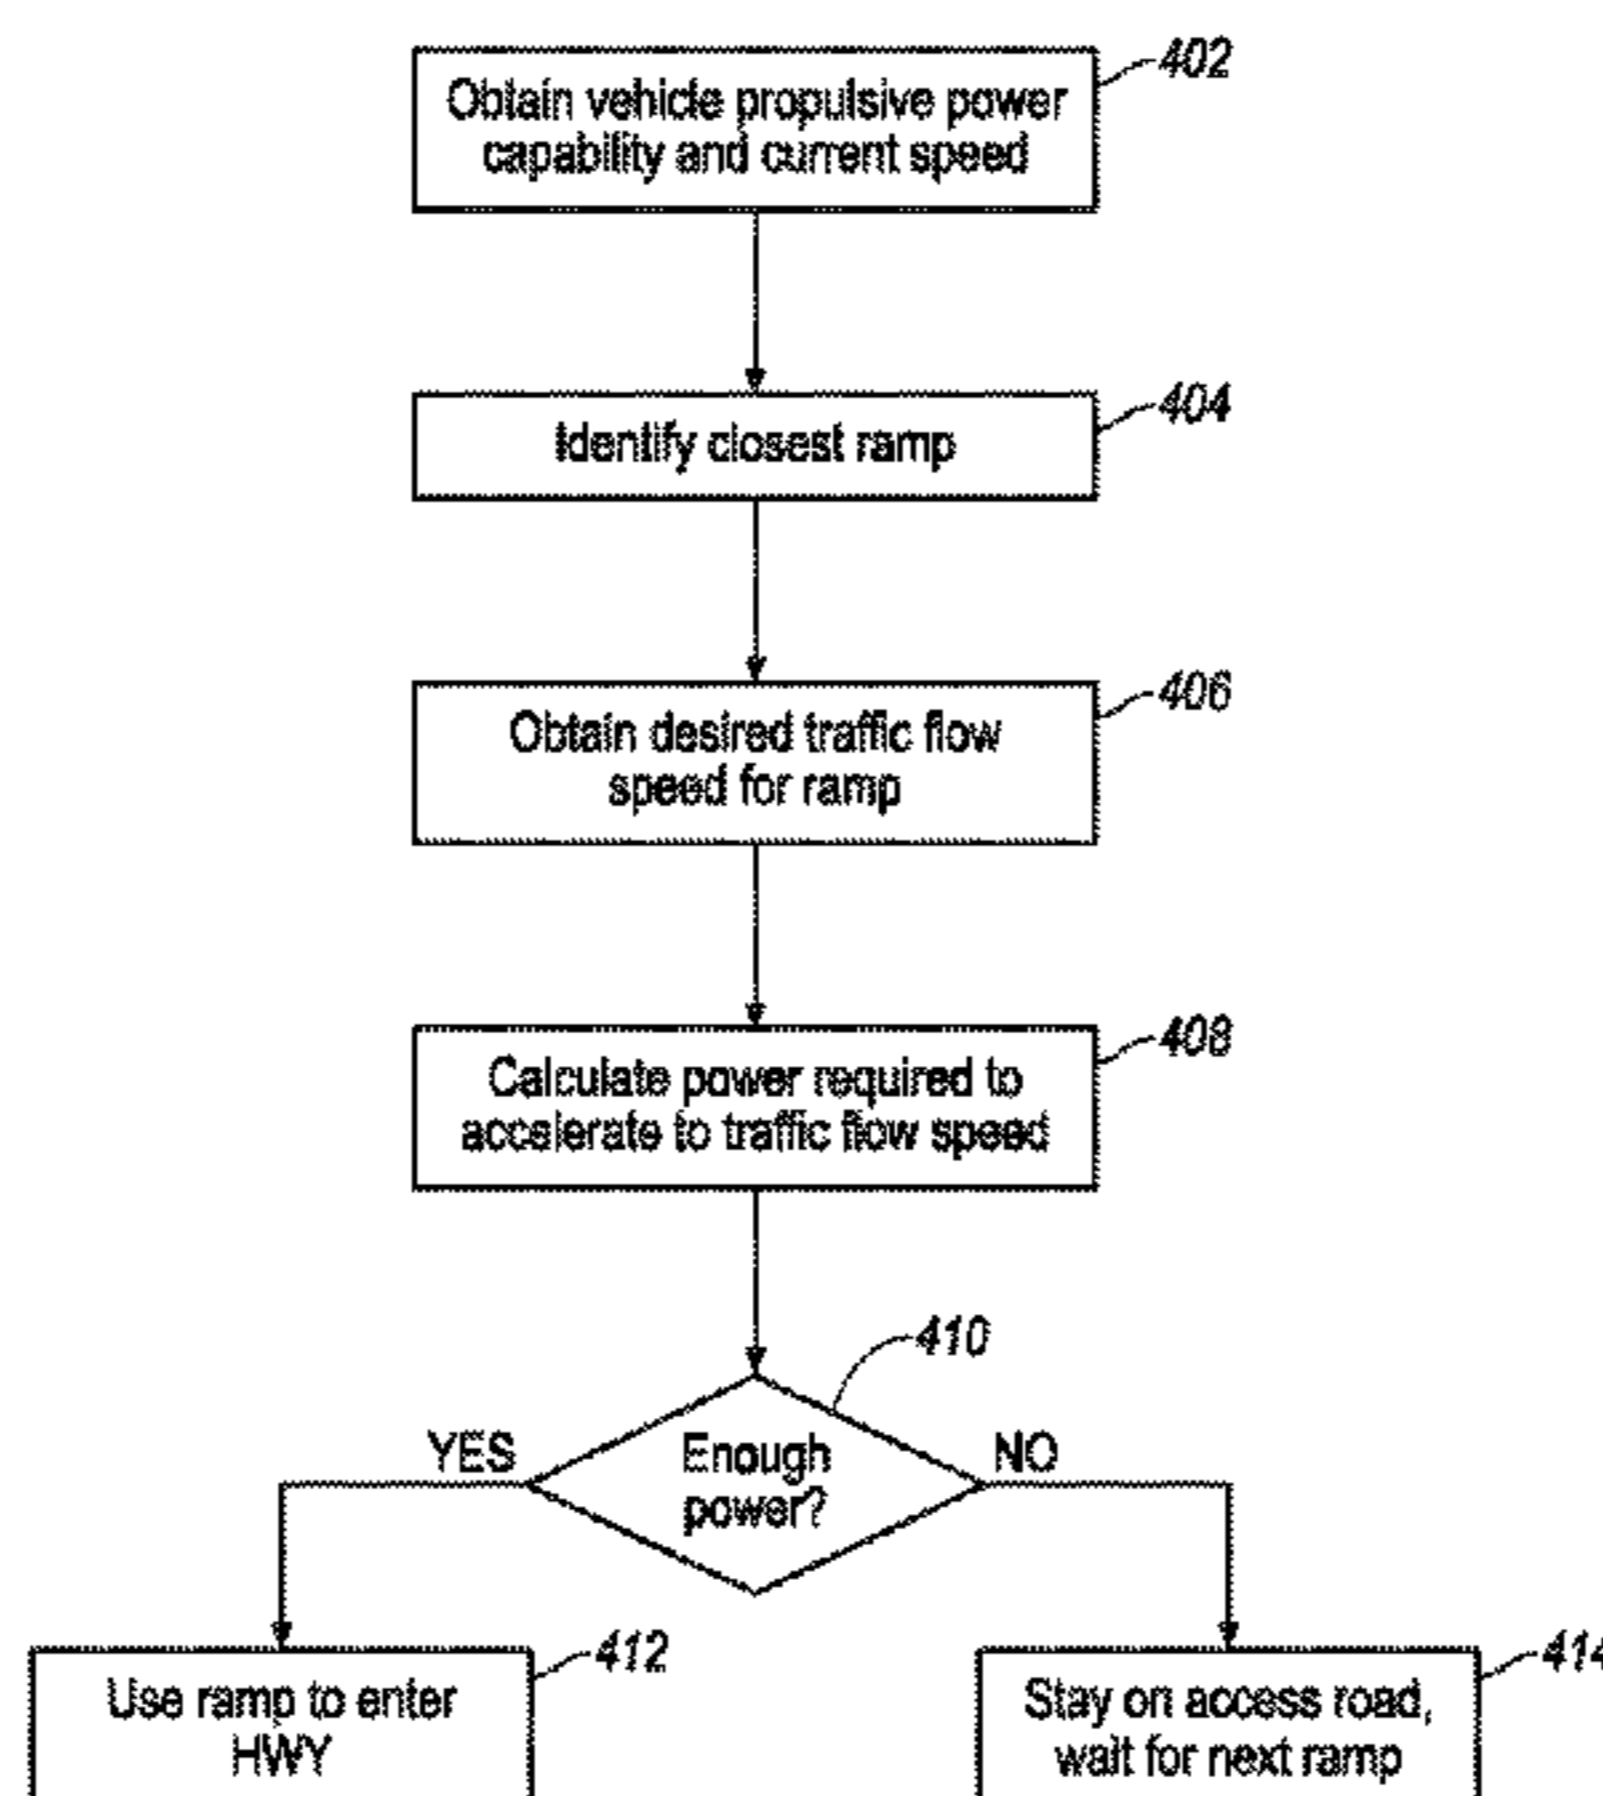 402
Obtain vehicle propulsive power
capability and current speed
404
Identify closest ramp
406
Obtain desired traffic flow
speed for ramp
408
Calculate power required to
accelerate to traffic flow speed
410
YES
Enough
power?
NO
412
Use ramp to enter
HWY
414
Stay on access road,
wait for next ramp